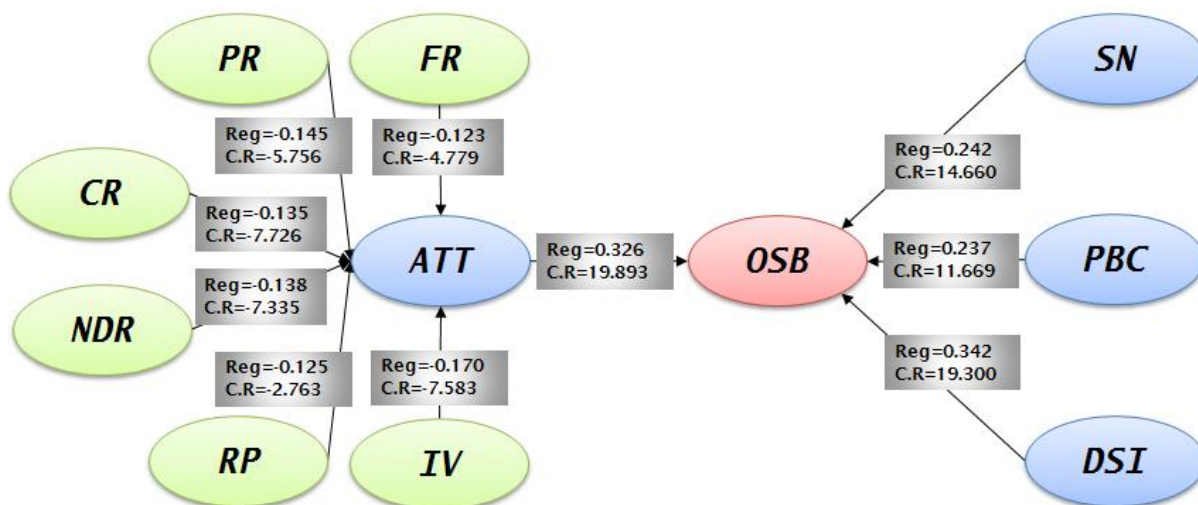 PR
FR
SN
Reg=-0.145
C.R=-5.756
Reg=-0.123
C.R=-4.779
Reg=0.242
C.R=14.660
CR
Reg=-0.135
C.R=-7.726
ATT
Reg=0.326
C.R=19.893
OSB
Reg=0.237
C.R=11.669
PBC
NDR
Reg=-0.138
C.R=-7.335
Reg=-0.125
C.R=-2.763
Reg=-0.170
C.R=-7.583
Reg=0.342
C.R=19.300
RP
IV
DSI